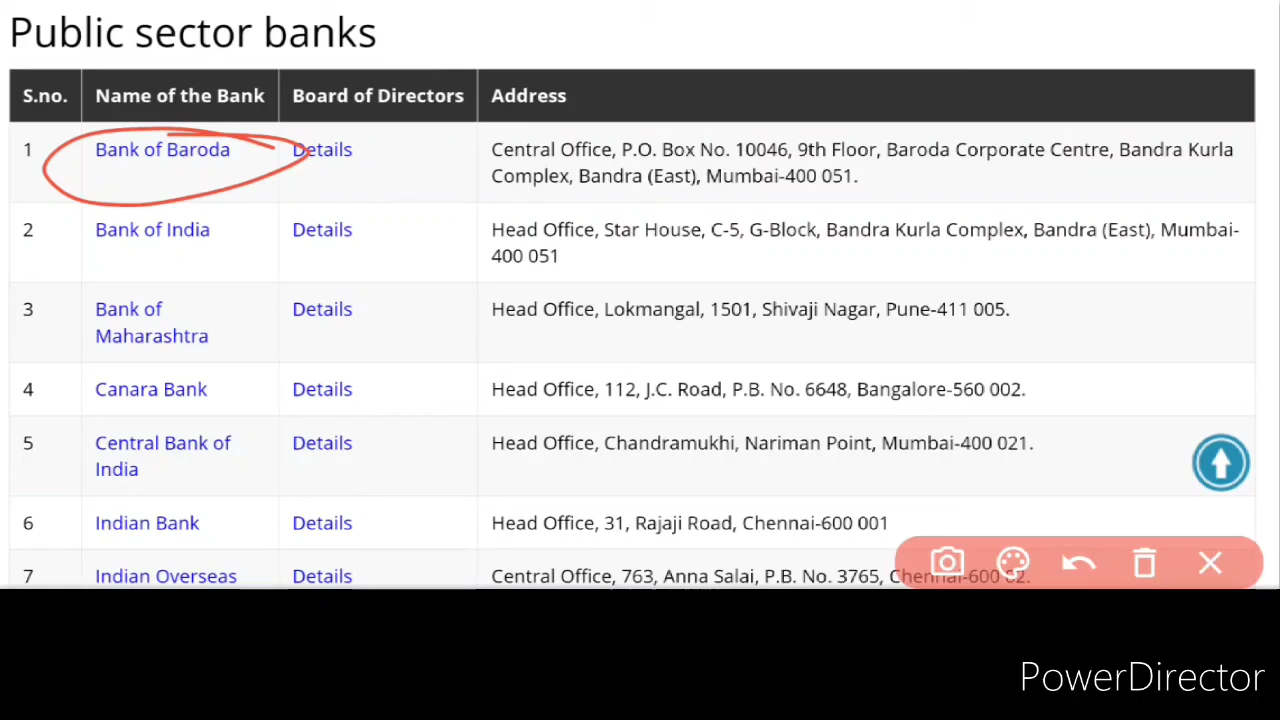 Public sector banks
S.no. Name of the Bank Board of Directors Address
1 Bank of Baroda Details Central Office, P.O. Box No. 10046, 9th Floor, Baroda Corporate Centre, Bandra Kurla
Complex, Bandra (East), Mumbai-400 051.
2 Bank of India Details Head Office, Star House, C-5, G-Block, Bandra Kurla Complex, Bandra (East), Mumbai-
400 051
3 Bank of Details Head Office, Lokmangal, 1501, Shivaji Nagar, Pune-411 005.
Maharashtra
4 Canara Bank Details Head Office, 112, J.C. Road, P.B. No. 6648, Bangalore-560 002.
5 Central Bank of Details Head Office, Chandramukhi, Nariman Point, Mumbai-400 021.
India
6 Indian Bank Details Head Office, 31, Rajaji Road, Chennai-600 001
7 Indian Overseas Details Central Office, 763, Anna Salai, P.B. No. 3765, Chennai-600
PowerDirector